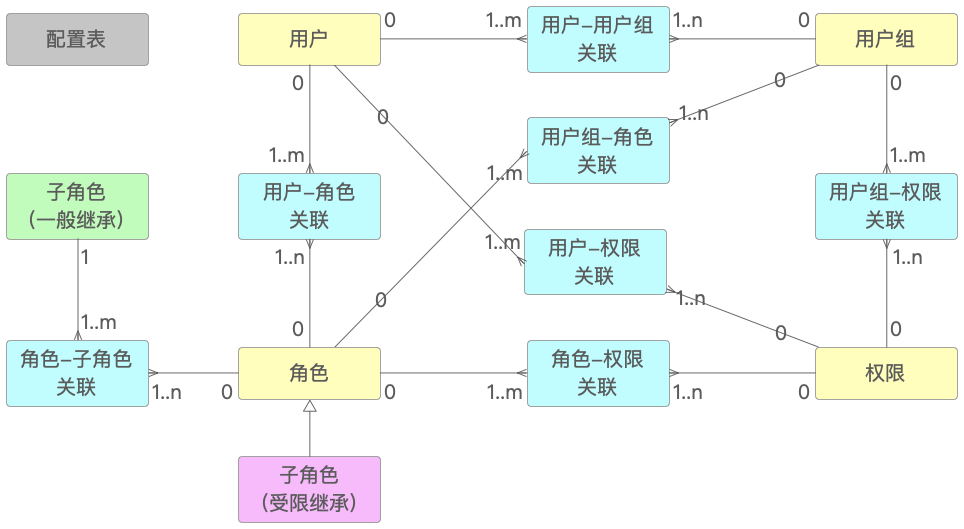 配置表
用户
0
1..m
用户-用户组
关联
1..n
0
用户组
0
0
0
0
1..m
1..n
用户组-角色
关联
1..m
1..m
1..m
子角色
(一般继承)
用户-角色
关联
用户组-权限
关联
1
1..n
1..m
用户-权限
关联
1..n
1..n
0
1..m
0
0
0
角色-子角色
关联
1..n
0
角色
0
1..m
角色-权限
关联
1..n
0
权限
子角色
(受限继承)